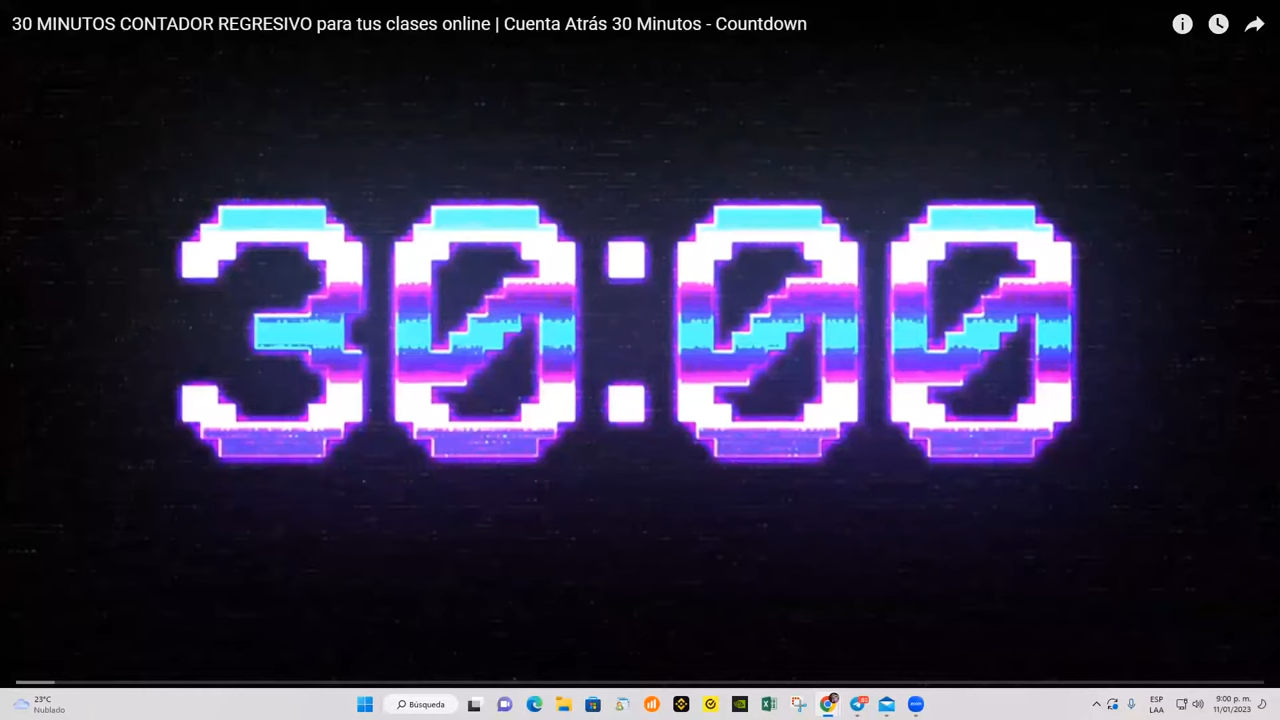 30 MINUTOS CONTADOR REGRESIVO para tus clases online | Cuenta Atrás 30 Minutos - Countdown
30:00
23°C
Nublado
Búsqueda
zoom
ESP
LAA
9:00 p. m.
11/01/2023